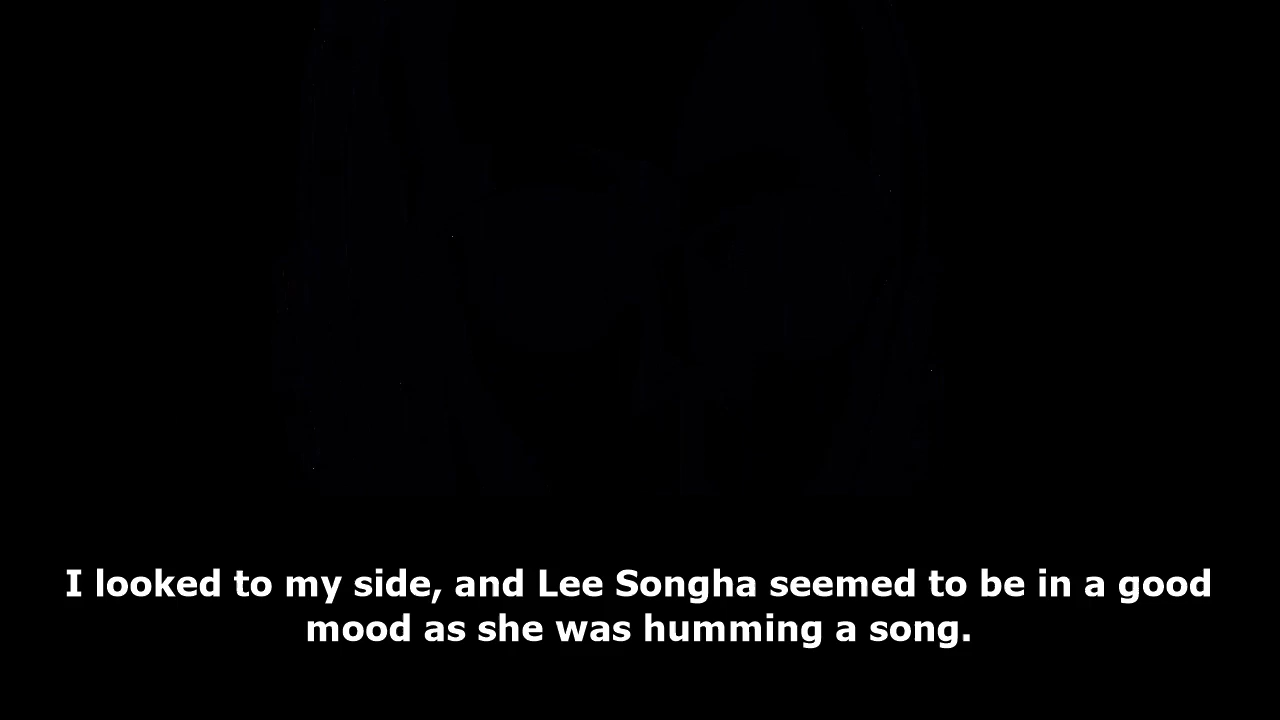 I looked to my side, and Lee Songha seemed to be in a good
mood as she was humming a song.